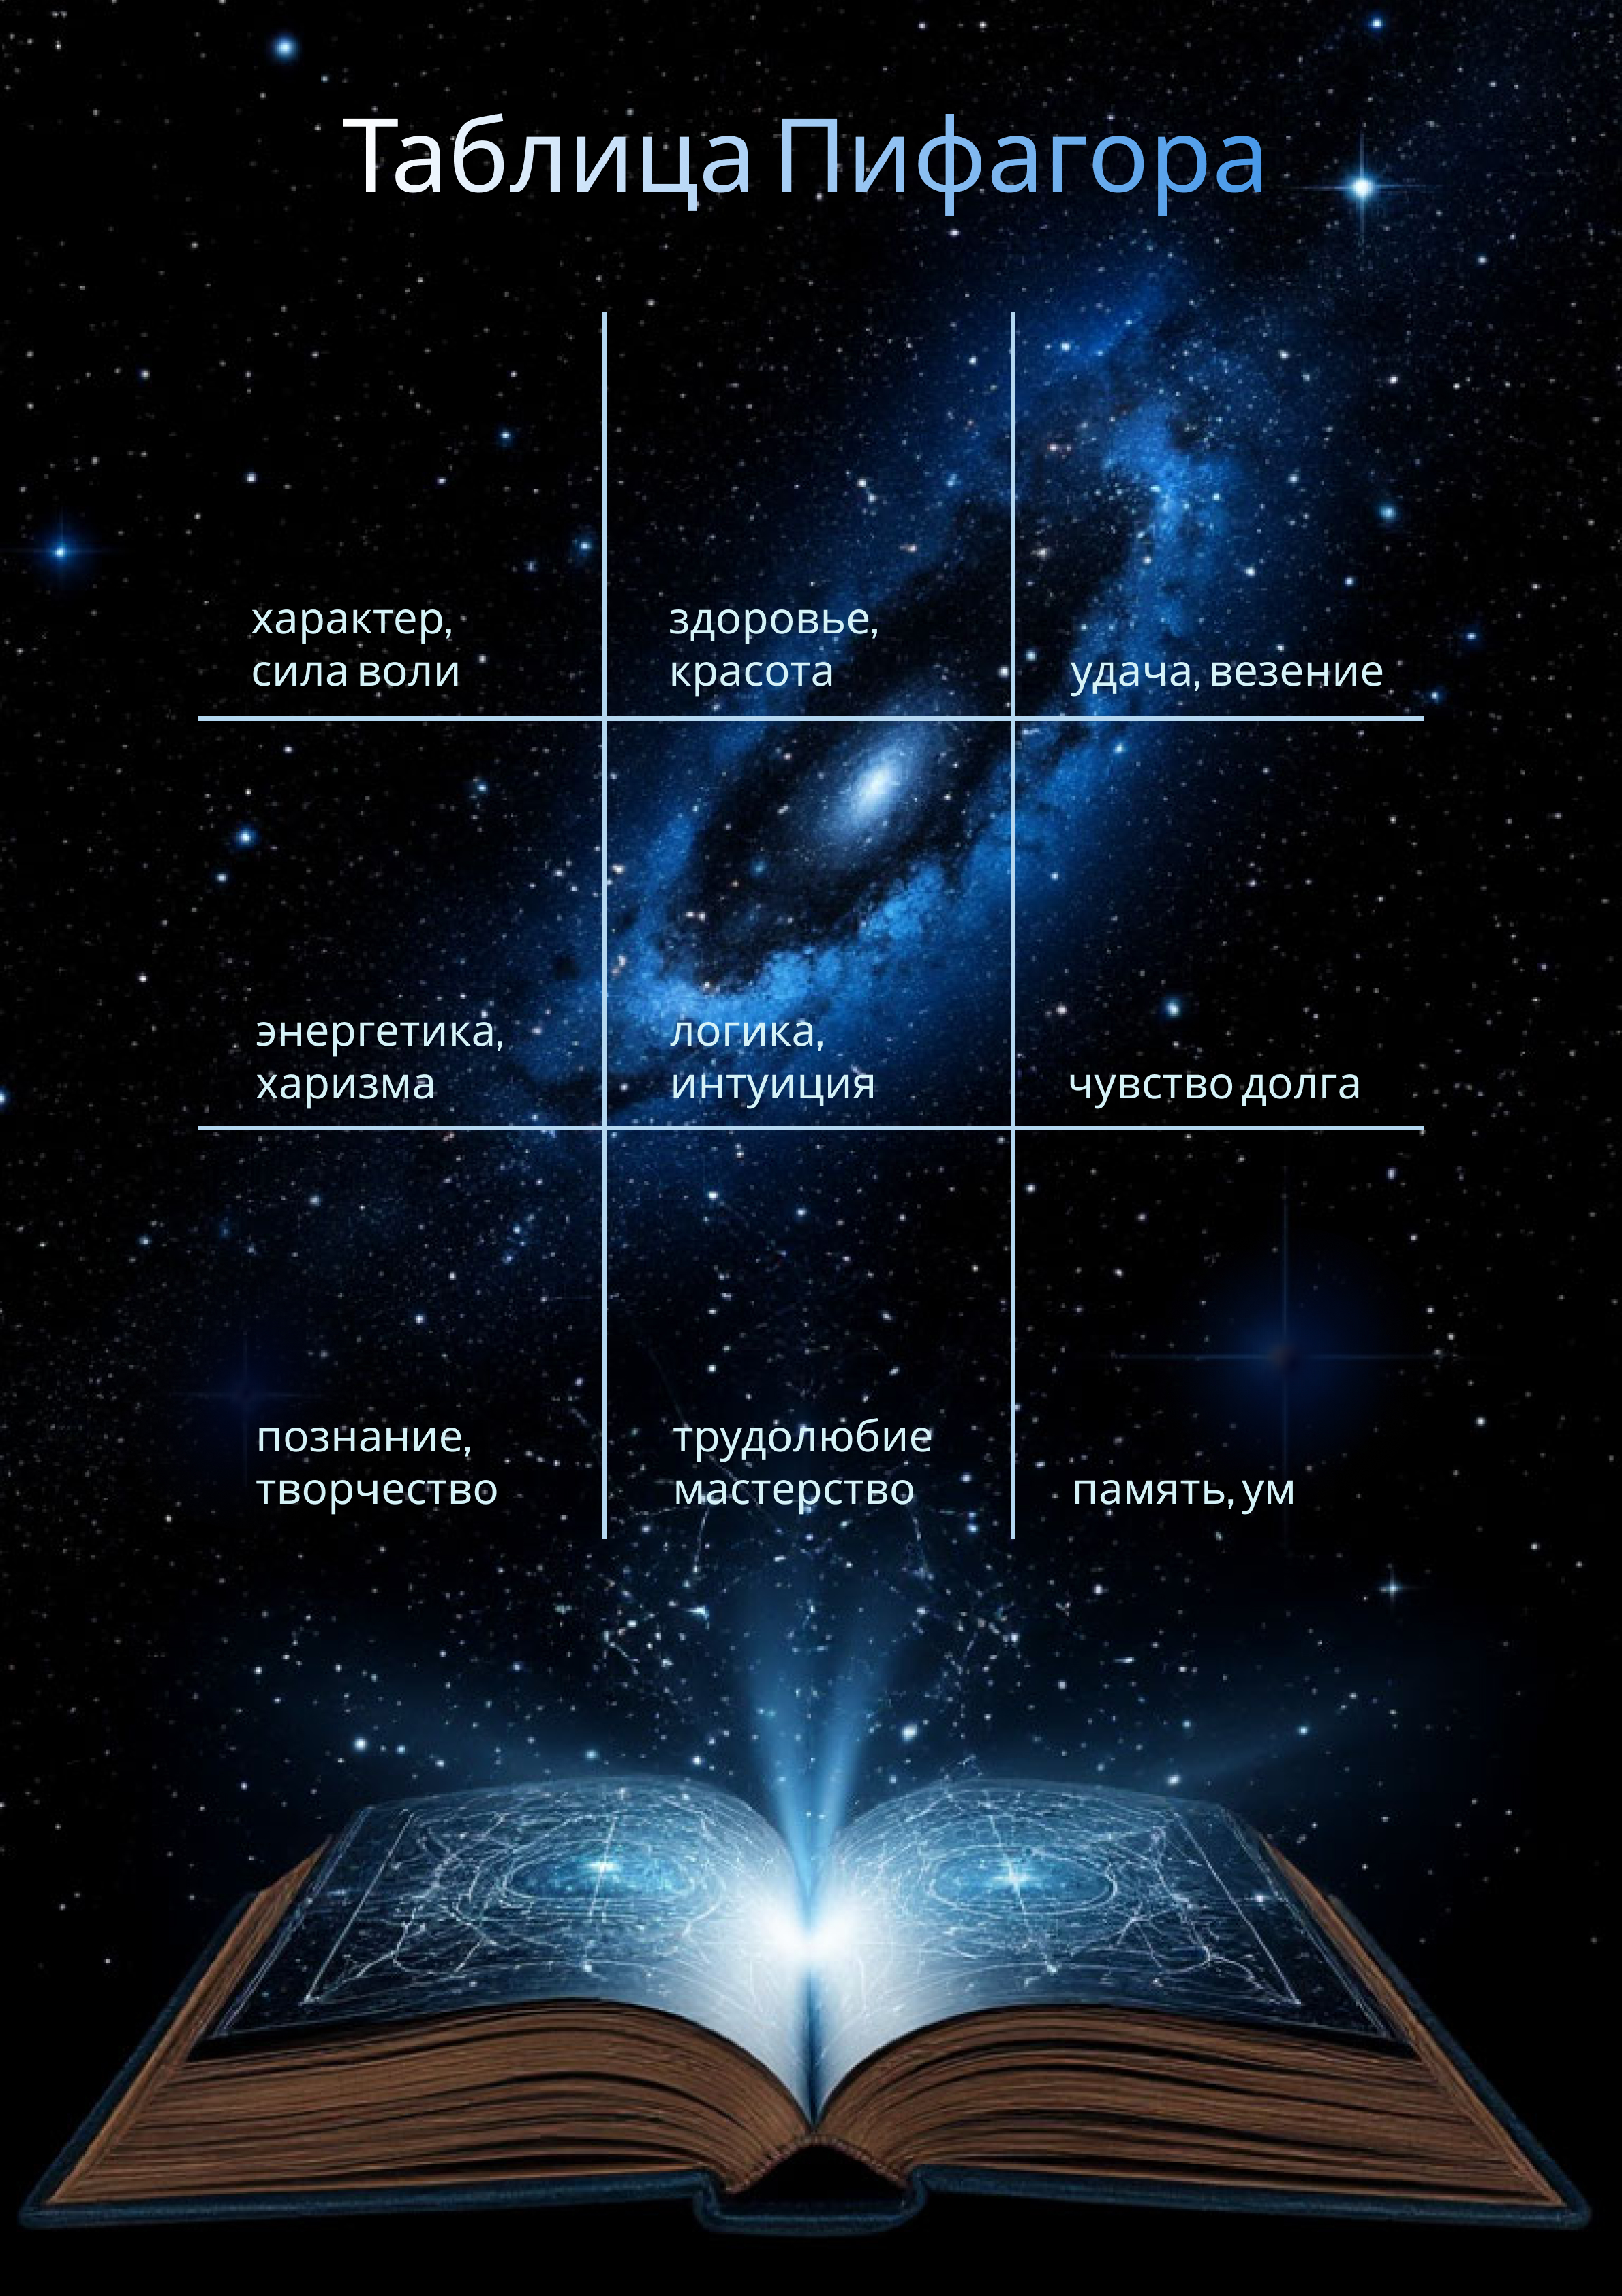 Таблица Пифагора
характер,
сила воли
здоровье,
красота
удача, везение
энергетика,
харизма
логика,
интуиция
чувство долга
познание,
творчество
трудолюбие
мастерство
память, ум